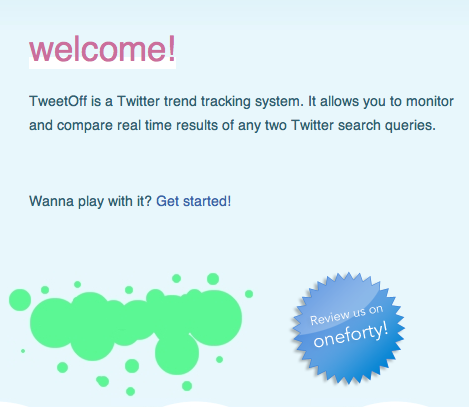 welcome!
TweetOff is a Twitter trend tracking system. It allows you to monitor
and compare real time results of any two Twitter search queries.
Wanna play with it? Get started!
Review us on
oneforty!